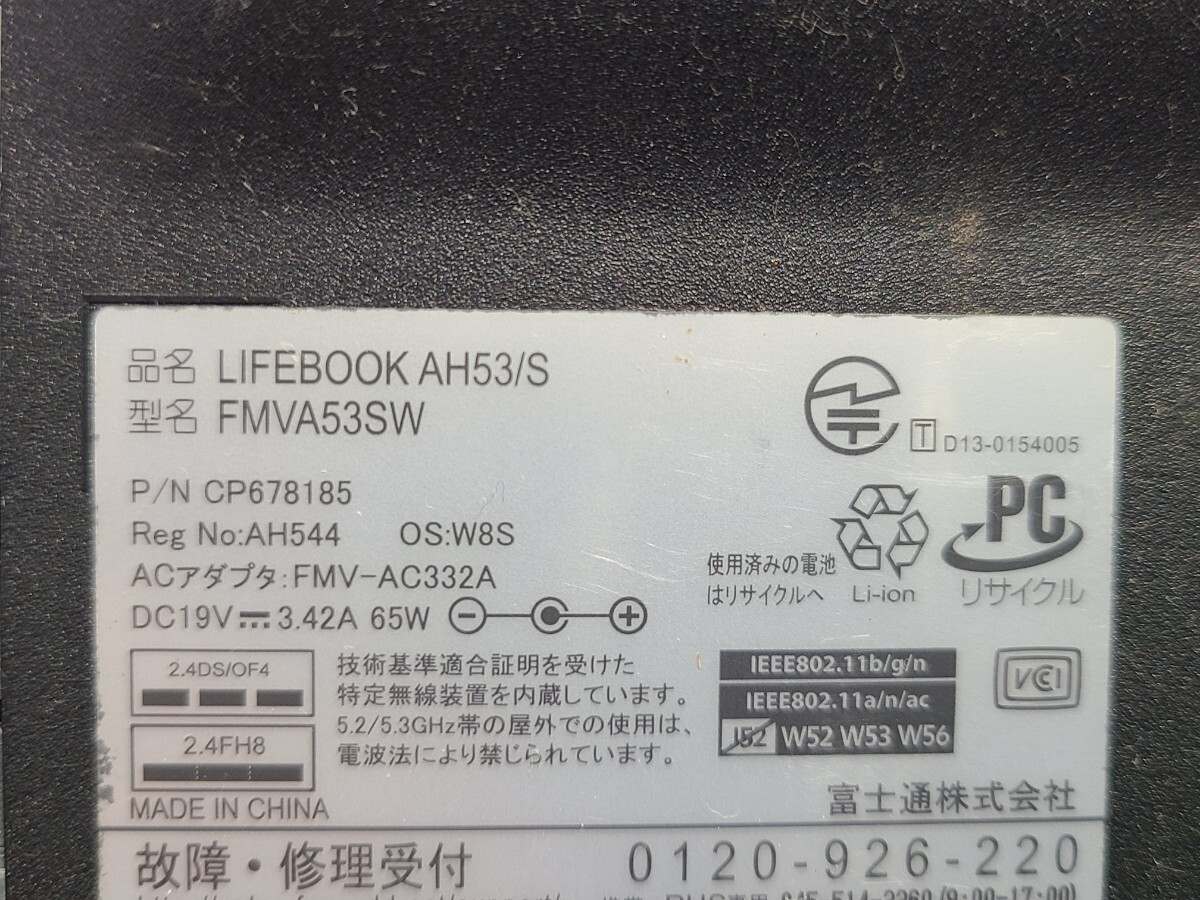 品名 LIFEBOOK AH53/S
型名 FMVA53SW
T D13-0154005
P/N CP678185
Reg No:AH544 OS:W8S
ACアダプタ:FMV-AC332A
DC19V 3.42A 65W
使用済みの電池
はリサイクルへ
Li-ion
PC
リサイクル
2.4DS/OF4
2.4FH8
技術基準適合証明を受けた
特定無線装置を内蔵しています。
5.2/5.3GHz帯の屋外での使用は、
電波法により禁じられています。
IEEE802.11b/g/n
IEEE802.11a/n/ac
J52 W52 W53 W56
VCI
MADE IN CHINA
富士通株式会社
故障・修理受付 0120-926-220